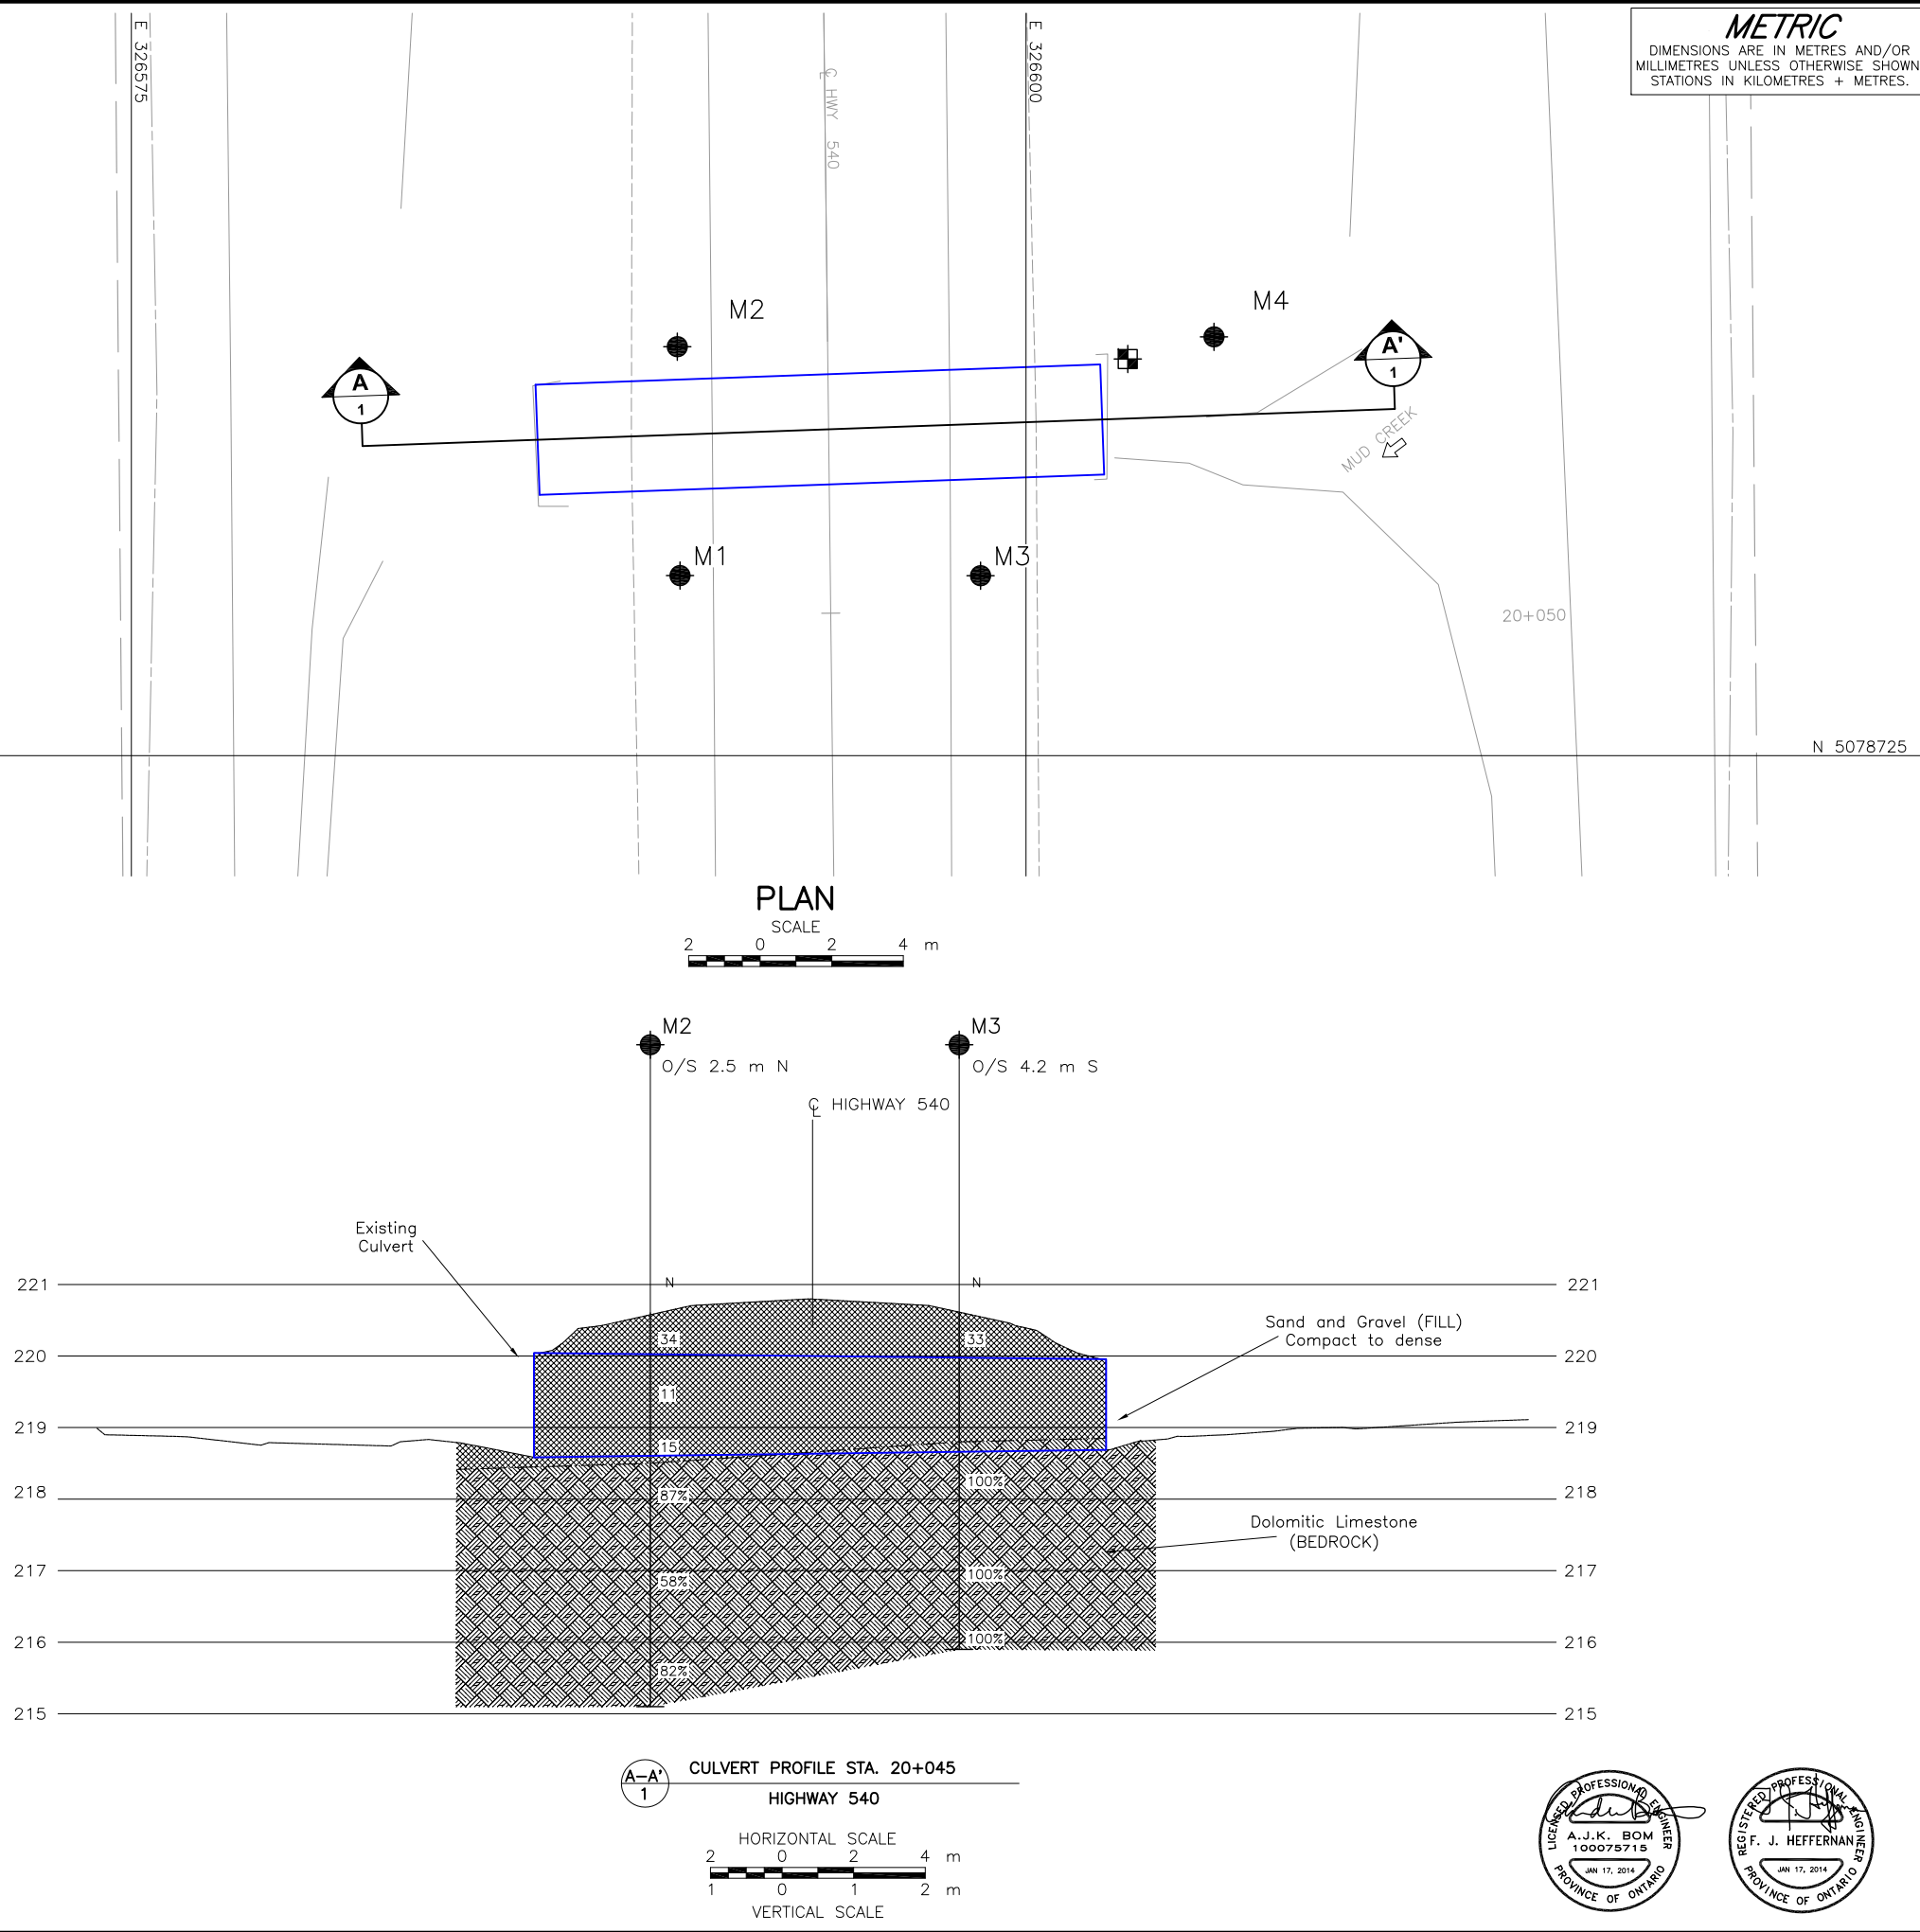 METRIC
DIMENSIONS ARE IN METRES AND/OR
MILLIMETRES UNLESS OTHERWISE SHOWN
STATIONS IN KILOMETRES + METRES.
E 326575
℄ HWY 540
E 326600
M2
M4
A
1
A'
1
MUD CREEK
M1
M3
20+050
N 5078725
PLAN
SCALE
2 0 2 4 m
M2
O/S 2.5 m N
M3
O/S 4.2 m S
℄ HIGHWAY 540
Existing
Culvert
221 N N 221
Sand and Gravel (FILL)
Compact to dense
34 33
220 220
11
219 219
15
100%
218 87% 218
Dolomitic Limestone
(BEDROCK)
217 58% 100% 217
216 100% 216
82%
215 215
A-A'
1
CULVERT PROFILE STA. 20+045
HIGHWAY 540
HORIZONTAL SCALE
2 0 2 4 m
1 0 1 2 m
VERTICAL SCALE
LICENSED PROFESSIONAL ENGINEER
A.J.K. BOM
100075715
JAN 17, 2014
PROVINCE OF ONTARIO
REGISTERED PROFESSIONAL ENGINEER
F. J. HEFFERNAN
JAN 17, 2014
PROVINCE OF ONTARIO